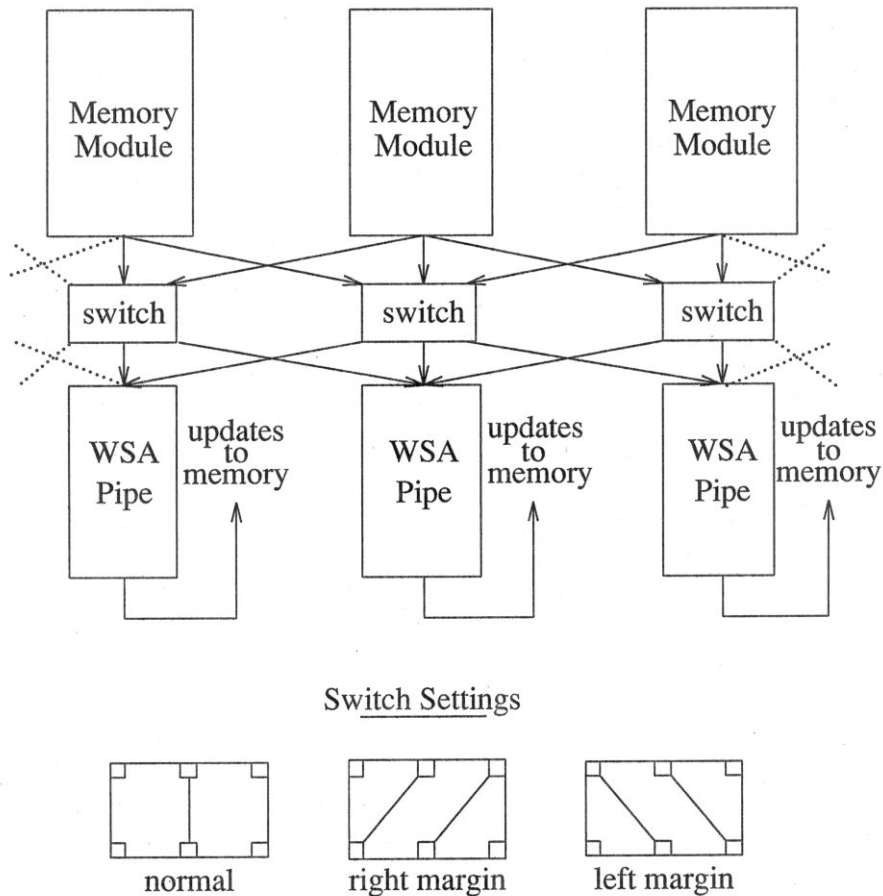 Memory
Module
Memory
Module
Memory
Module
switch
switch
switch
WSA
Pipe
updates
to
memory
WSA
Pipe
updates
to
memory
WSA
Pipe
updates
to
memory
Switch Settings
normal
right margin
left margin